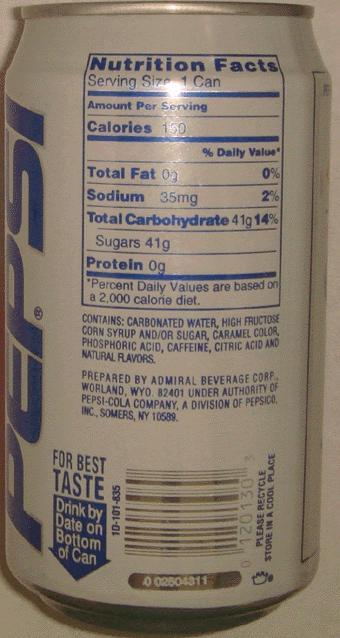 PEPSI®
Nutrition Facts
Serving Size 1 Can
Amount Per Serving
Calories 150
% Daily Value*
Total Fat 0g 0%
Sodium 35mg 2%
Total Carbohydrate 41g 14%
Sugars 41g
Protein 0g
*Percent Daily Values are based on
a 2,000 calorie diet.
CONTAINS: CARBONATED WATER, HIGH FRUCTOSE
CORN SYRUP AND/OR SUGAR, CARAMEL COLOR,
PHOSPHORIC ACID, CAFFEINE, CITRIC ACID AND
NATURAL FLAVORS.
PREPARED BY ADMIRAL BEVERAGE CORP.,
WORLAND, WYO. 82401 UNDER AUTHORITY OF
PEPSI-COLA COMPANY, A DIVISION OF PEPSICO,
INC., SOMERS, NY 10589.
FOR BEST
TASTE
Drink by
Date on
Bottom
of Can
10-101-835
0 120130 3
PLEASE RECYCLE
STORE IN A COOL PLACE